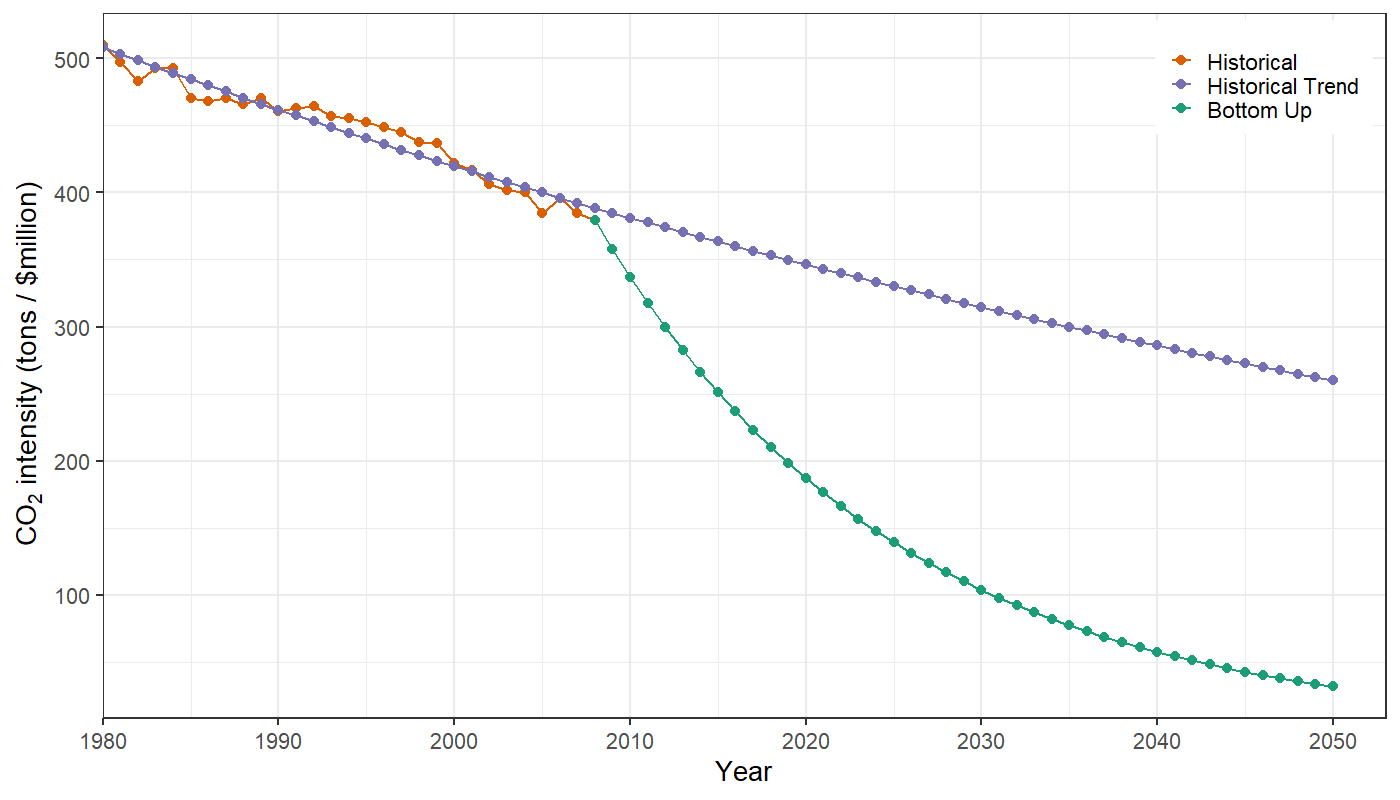 500
400
300
200
100
CO₂ intensity (tons / $million)
Historical
Historical Trend
Bottom Up
1980 1990 2000 2010 2020 2030 2040 2050
Year